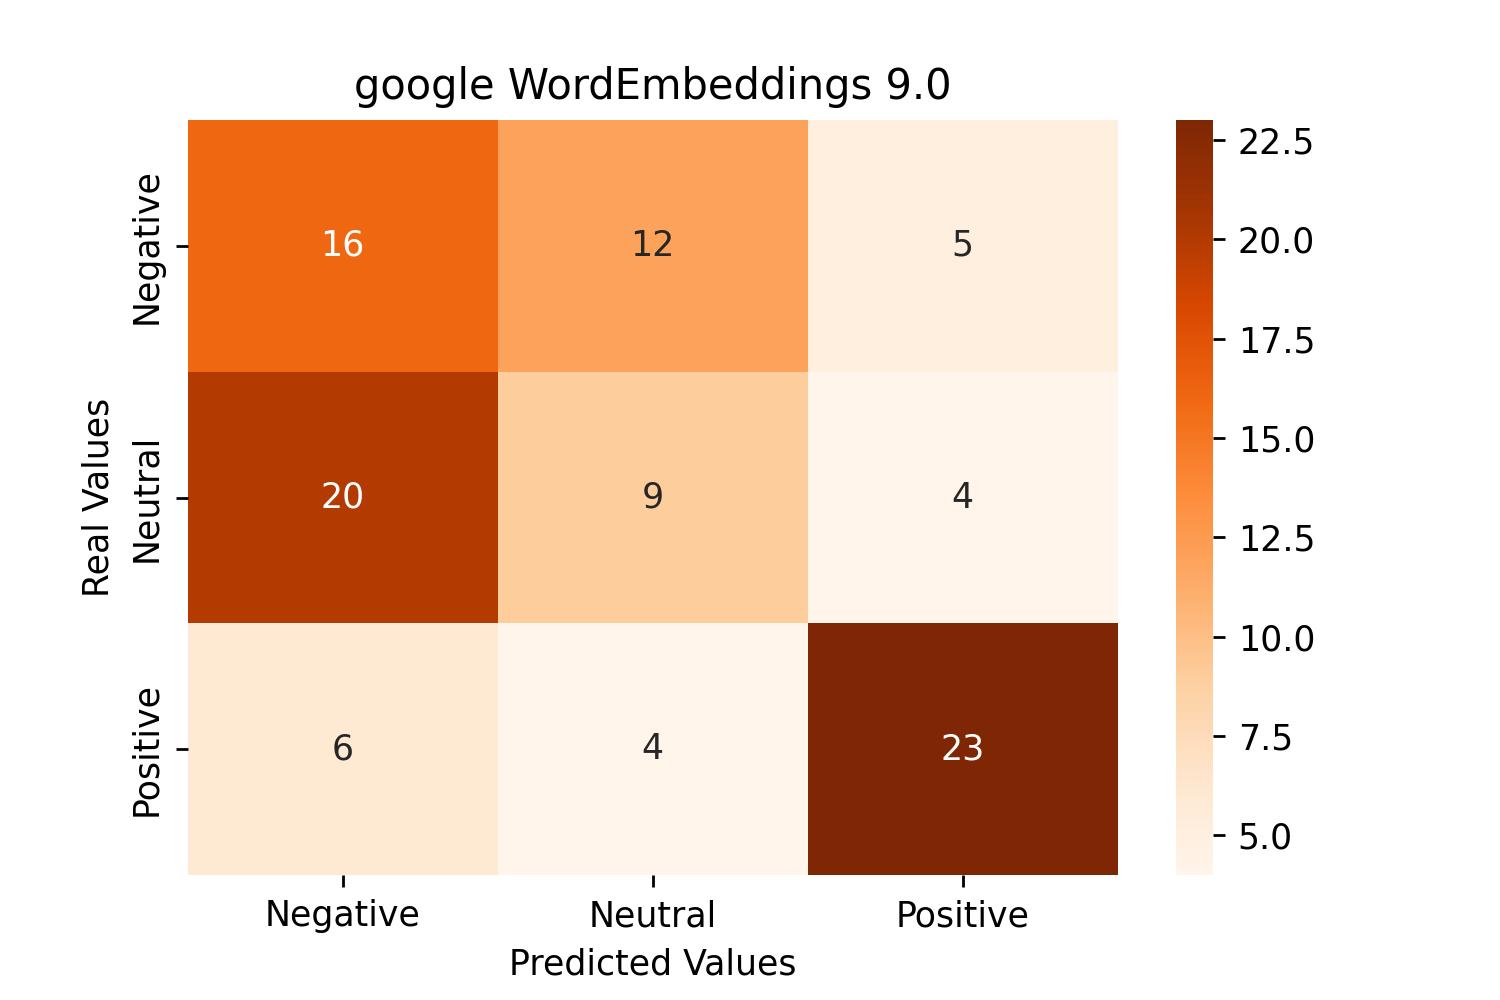 google WordEmbeddings 9.0
Real Values
Negative
16 12 5
Neutral
20 9 4
Positive
6 4 23
Negative Neutral Positive
Predicted Values
22.5
20.0
17.5
15.0
12.5
10.0
7.5
5.0